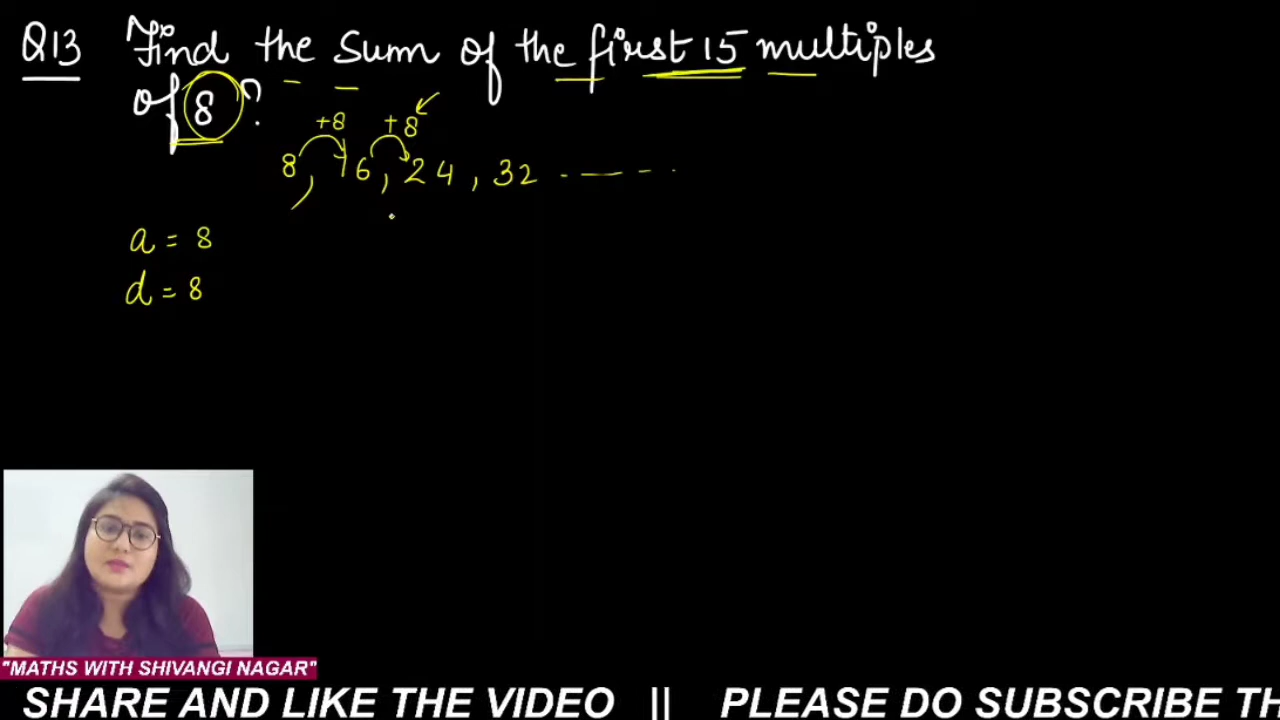 Q13 Find the Sum of the first 15 multiples
of 8 ?
+8 +8
8, 16, 24, 32 ------
a = 8
d = 8
"MATHS WITH SHIVANGI NAGAR"
SHARE AND LIKE THE VIDEO || PLEASE DO SUBSCRIBE TH